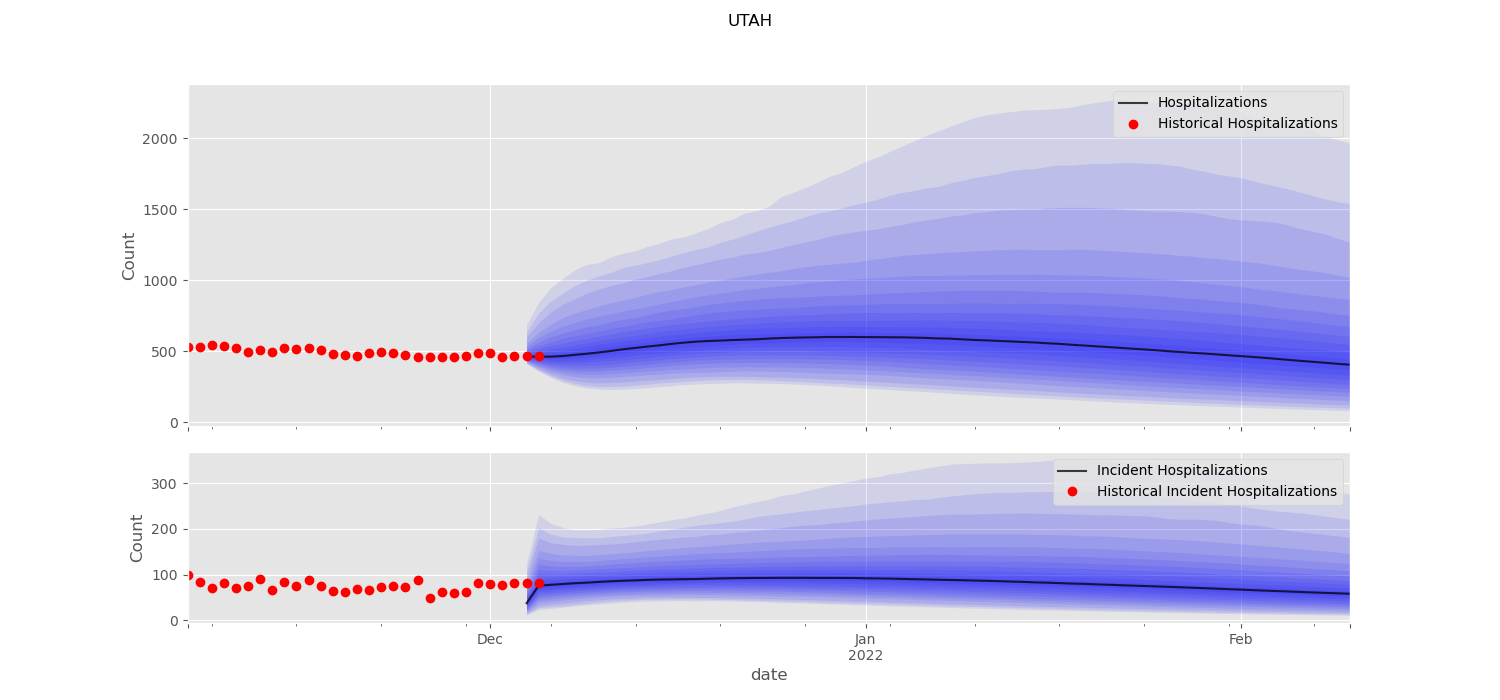 UTAH
Hospitalizations
Historical Hospitalizations
2000
1500
1000
500
0
Count
Incident Hospitalizations
Historical Incident Hospitalizations
300
200
100
0
Count
Dec
Jan
2022
Feb
date